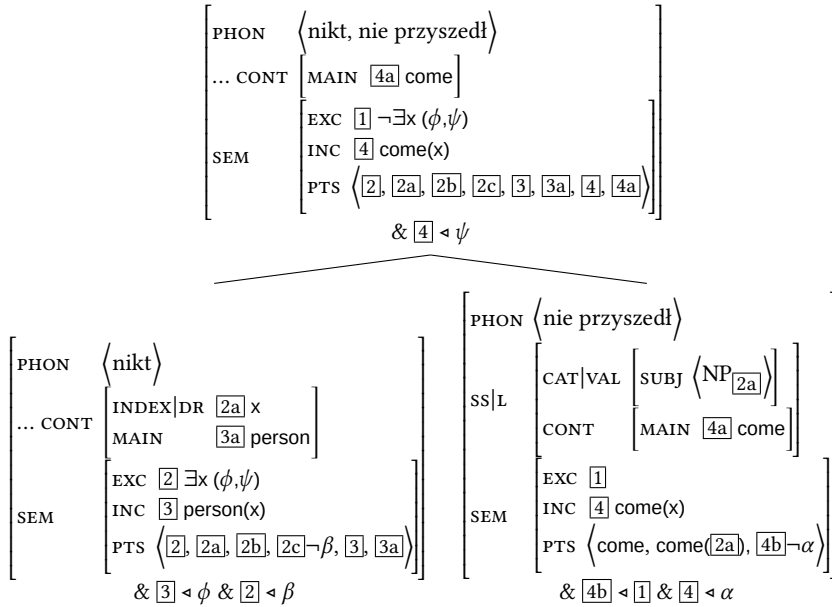 PHON ⟨nikt, nie przyszedł⟩
... CONT [MAIN 4a come]
SEM [EXC 1 ¬∃x (ϕ,ψ)
INC 4 come(x)
PTS ⟨2, 2a, 2b, 2c, 3, 3a, 4, 4a⟩]
& 4 ◃ ψ
PHON ⟨nikt⟩
... CONT [INDEX|DR 2a x
MAIN 3a person]
SEM [EXC 2 ∃x (ϕ,ψ)
INC 3 person(x)
PTS ⟨2, 2a, 2b, 2c¬β, 3, 3a⟩]
& 3 ◃ ϕ & 2 ◃ β
PHON ⟨nie przyszedł⟩
SS|L [CAT|VAL [SUBJ ⟨NP2a⟩]
CONT [MAIN 4a come]]
SEM [EXC 1
INC 4 come(x)
PTS ⟨come, come(2a), 4b¬α⟩]
& 4b ◃ 1 & 4 ◃ α